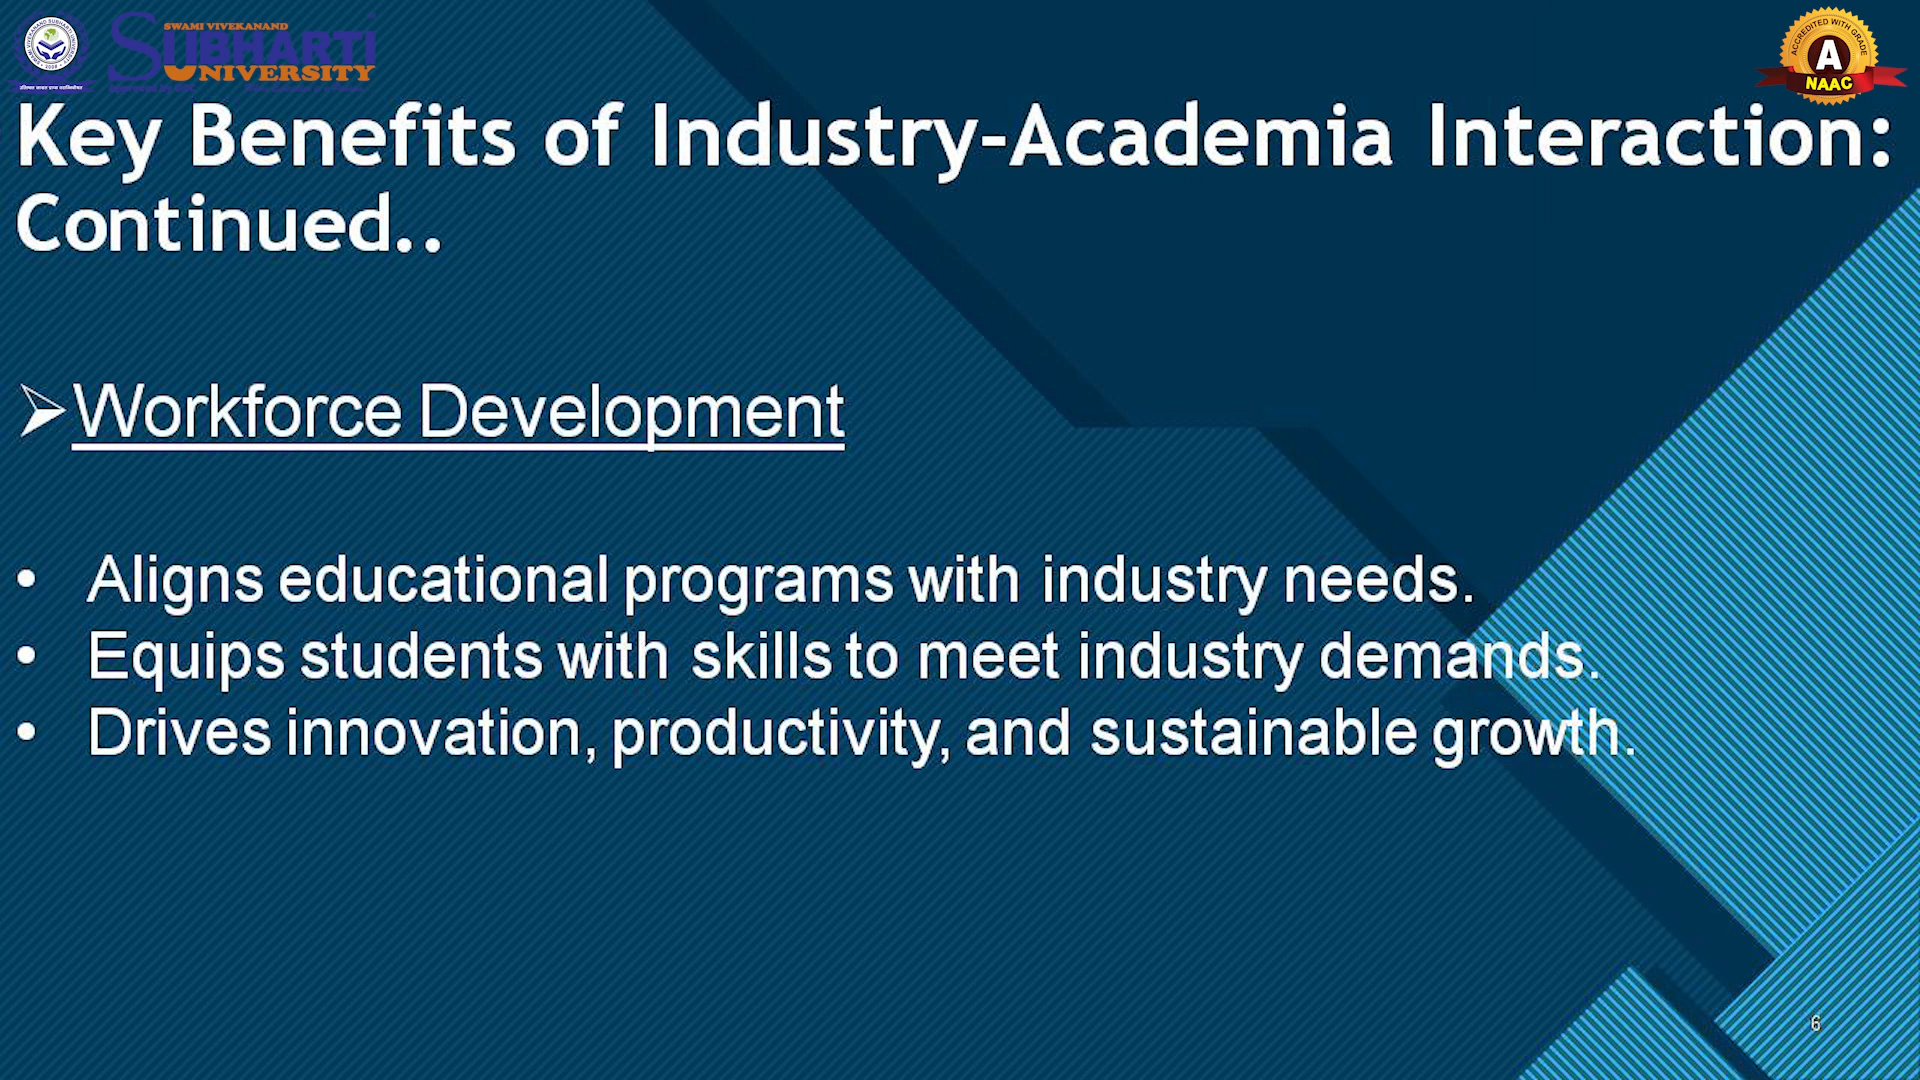 SWAMI VIVEKANAND
SUBHARTI
UNIVERSITY
ACCREDITED WITH GRADE
A
NAAC
Key Benefits of Industry-Academia Interaction:
Continued..
➢Workforce Development
• Aligns educational programs with industry needs.
• Equips students with skills to meet industry demands.
• Drives innovation, productivity, and sustainable growth.
6